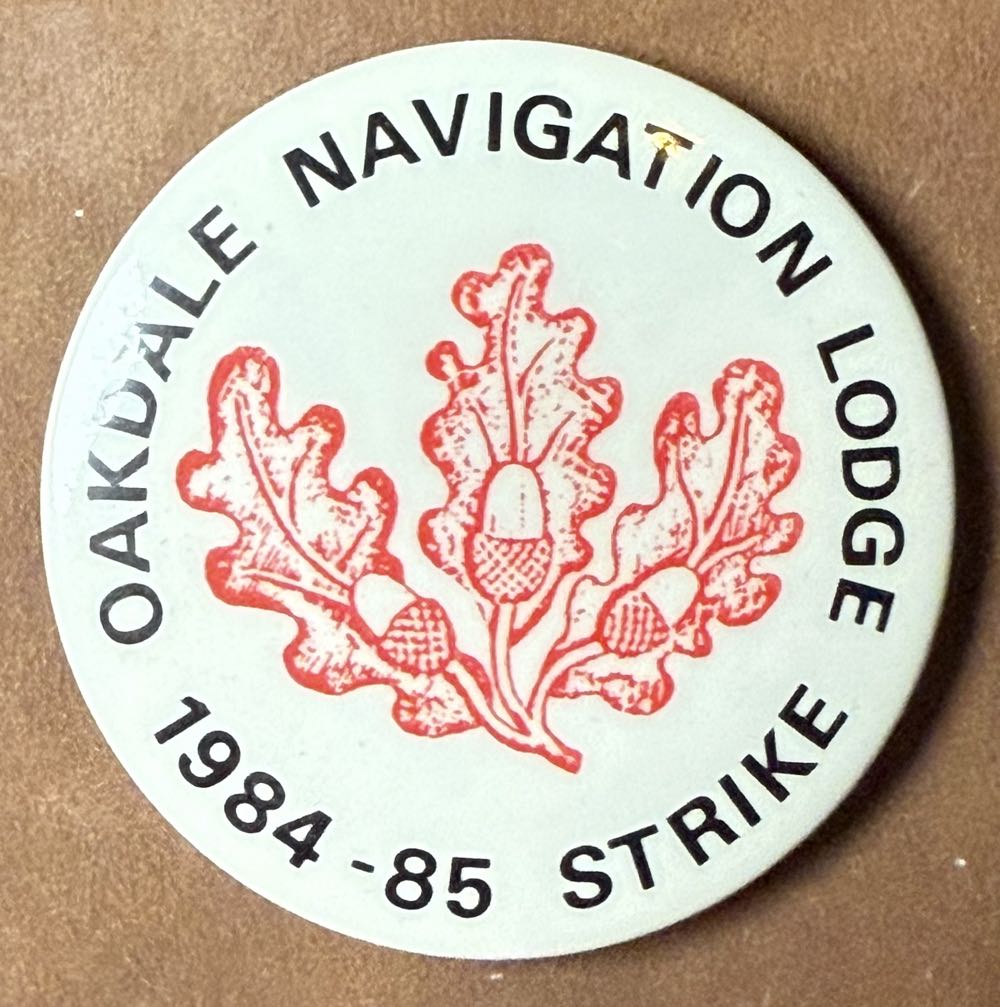 OAKDALE NAVIGATION LODGE
1984-85 STRIKE